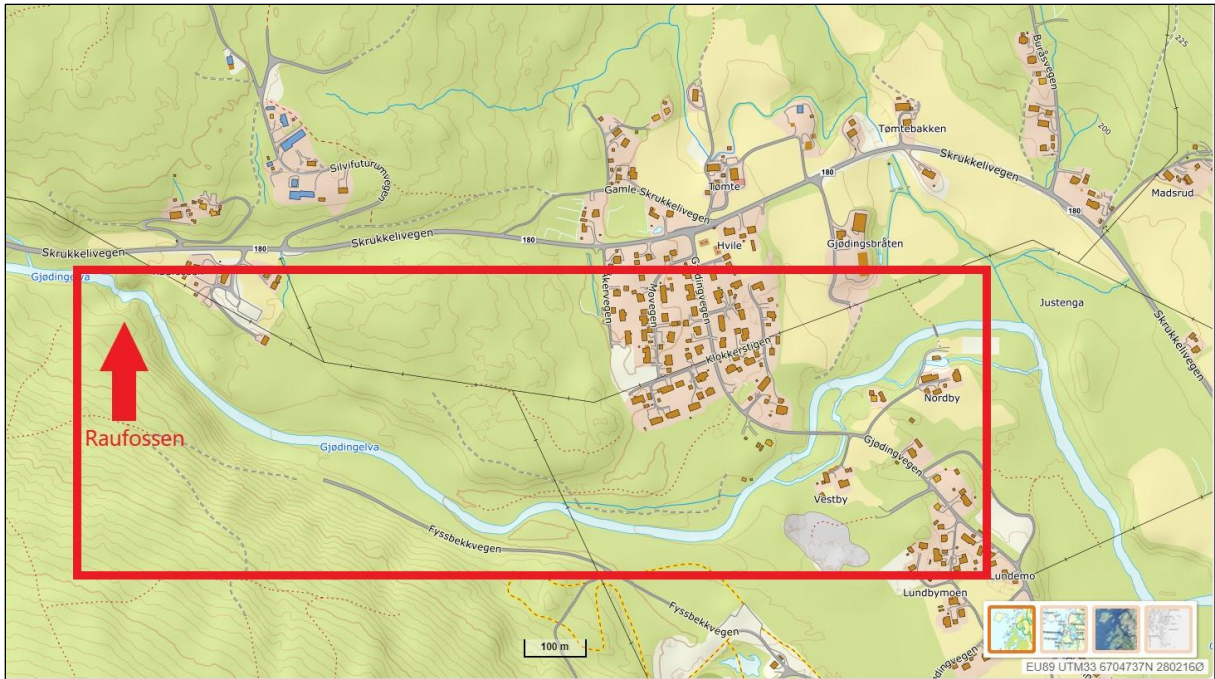 Buråsvegen
225
Tømtebakken
200
Silvifuturumvegen
Skrukkelivegen
180
Tømte
Gamle Skrukkelivegen
Madsrud
180
Skrukkelivegen
180
Skrukkelivegen
180
Hvile
Gjødingsbråten
Gjødingelva
Movegen
Gjødingvegen
Justenga
Skrukkelivegen
Klokkerstigen
Raufossen
Nordby
Gjødingelva
Gjødingvegen
Vestby
Fyssbekkvegen
Lundemo
Lundbymoen
Fyssbekkvegen
100 m
Gjødingvegen
EU89 UTM33 6704737N 280216Ø